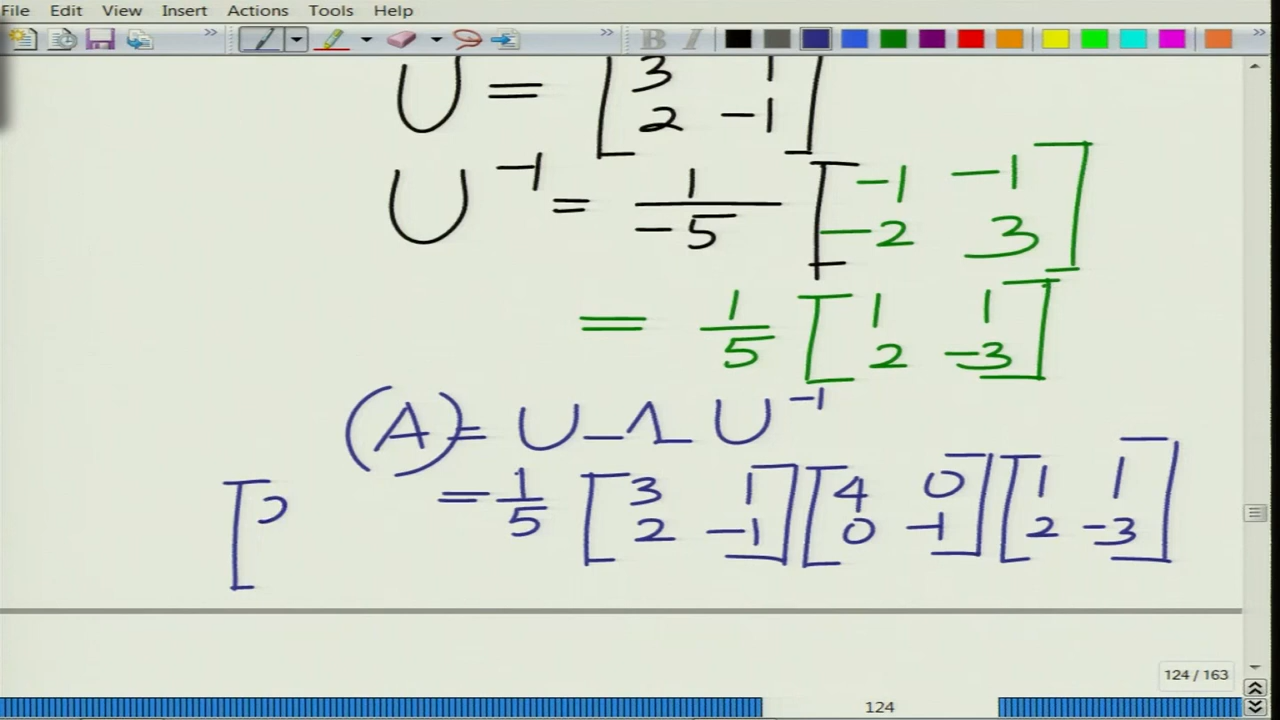 File Edit View Insert Actions Tools Help
B I
U = [3 1
2 -1]
U^-1 = 1/-5 [-1 -1
-2 3]
= 1/5 [1 1
2 -3]
(A) = U Λ U^-1
[2 = 1/5 [3 1 [4 0 [1 1
2 -1] 0 -1] 2 -3]
124 / 163
124